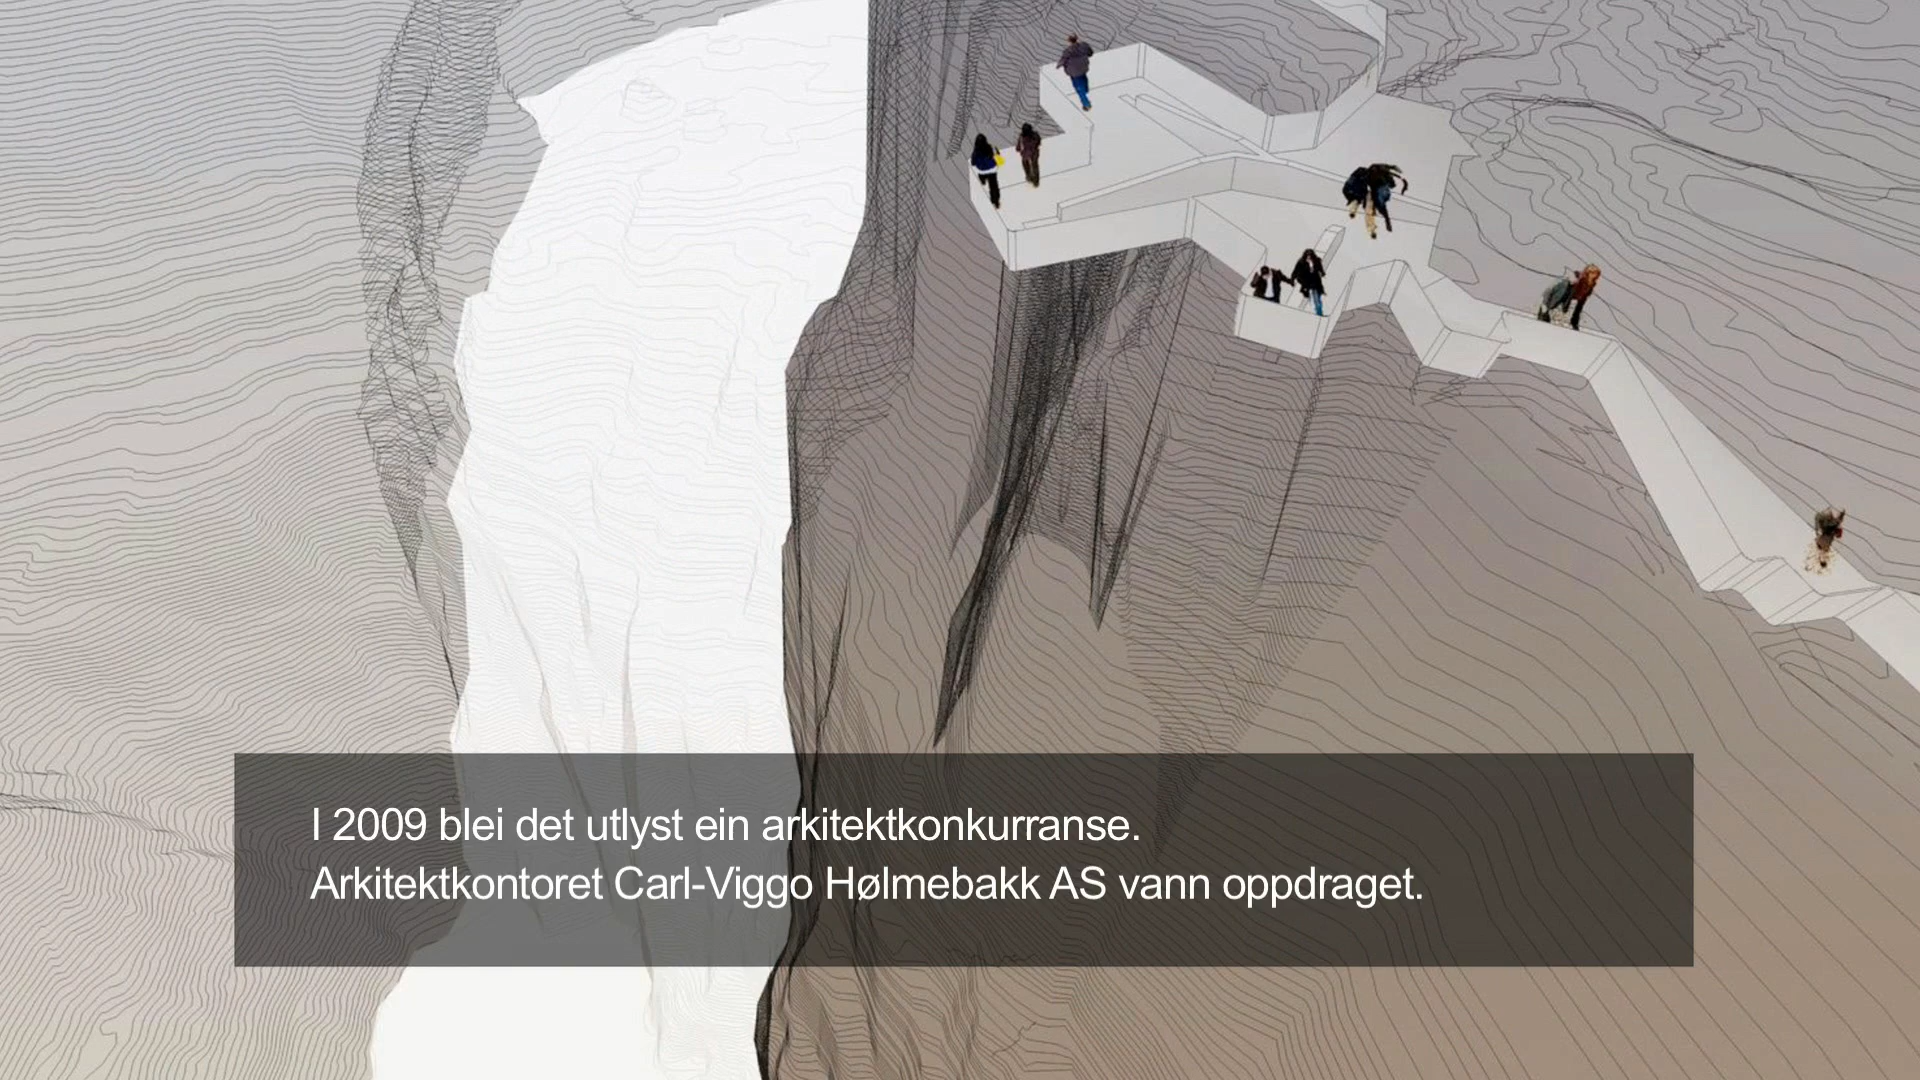 I 2009 blei det utlyst ein arkitektkonkurranse.
Arkitektkontoret Carl-Viggo Hølmebakk AS vann oppdraget.